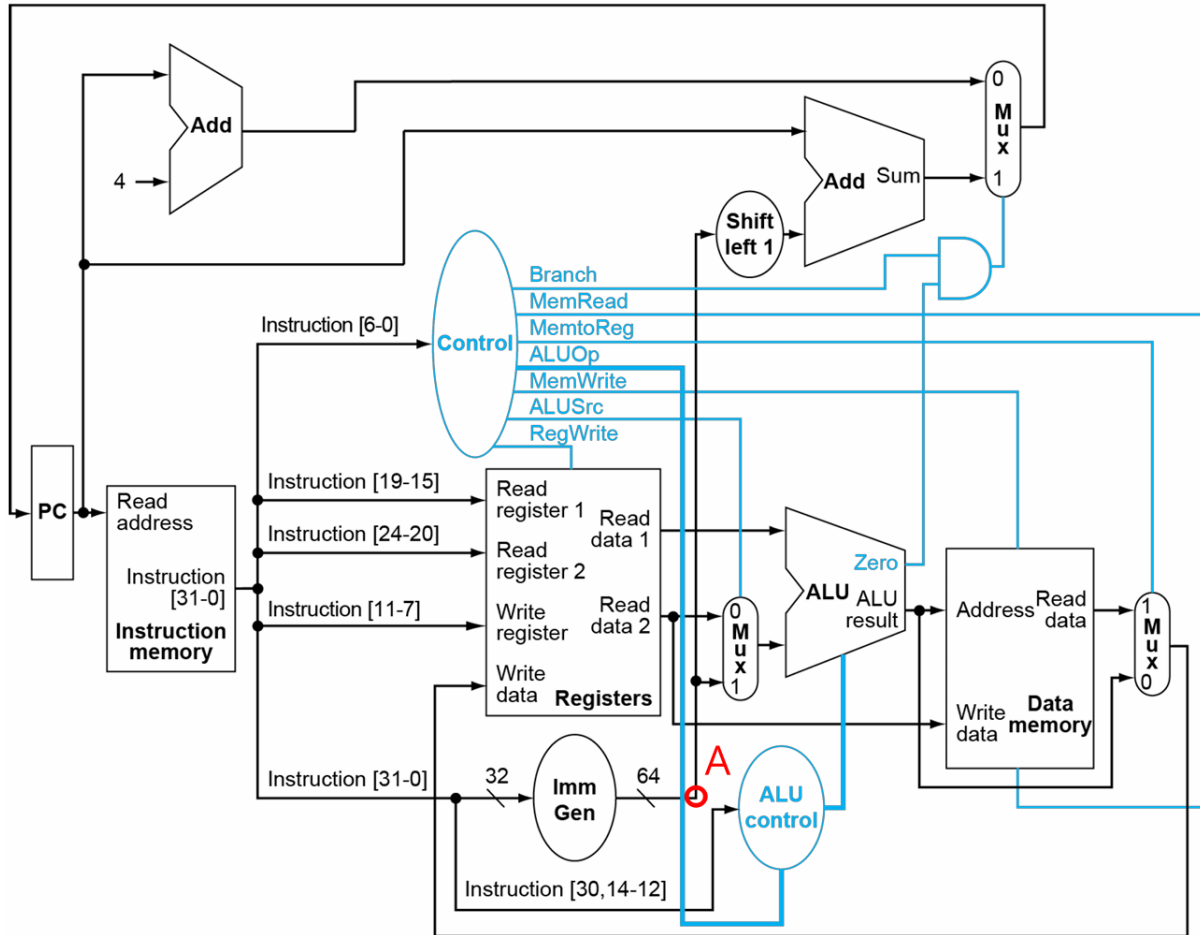 Add
4
0
Mux
1
Add
Sum
Shift
left 1
Branch
MemRead
MemtoReg
ALUOp
MemWrite
ALUSrc
RegWrite
Control
Instruction [6-0]
Instruction [19-15]
Instruction [24-20]
Instruction [11-7]
Instruction [31-0]
PC
Read
address
Instruction
[31-0]
Instruction
memory
Read
register 1
Read
register 2
Write
register
Write
data
Read
data 1
Read
data 2
Registers
0
Mux
1
Zero
ALU
ALU
result
Address
Read
data
Write
data
Data
memory
1
Mux
0
32
Imm
Gen
64
A
ALU
control
Instruction [30,14-12]